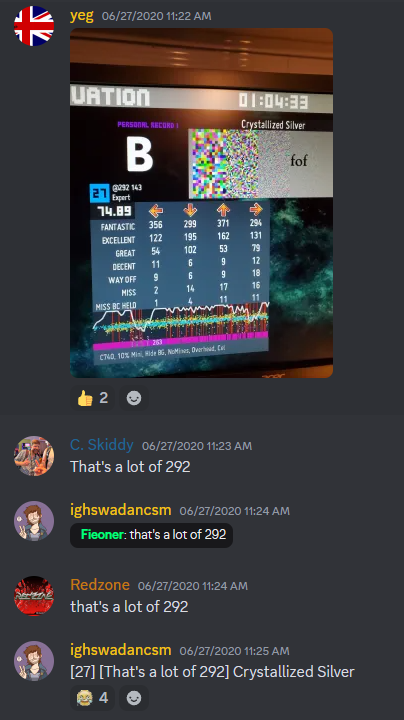 yeg 06/27/2020 11:22 AM
UATION 01:04:33
PERSONAL RECORD!
Crystallized Silver
B
fof
27 @292 143
Expert
74.89
FANTASTIC 356 299 371 294
EXCELLENT 122 195 162 131
GREAT 54 102 53 79
DECENT 11 6 9 12
WAY OFF 9 6 9 18
MISS 2 14 17 16
MISS BC HELD 1 4 11 11
263
C740, 10% Mini, Hide BG, NoMines, Overhead, Cel
👍 2
C. Skiddy 06/27/2020 11:23 AM
That's a lot of 292
ighswadancsm 06/27/2020 11:24 AM
Fieoner: that's a lot of 292
Redzone 06/27/2020 11:24 AM
that's a lot of 292
ighswadancsm 06/27/2020 11:25 AM
[27] [That's a lot of 292] Crystallized Silver
😂 4